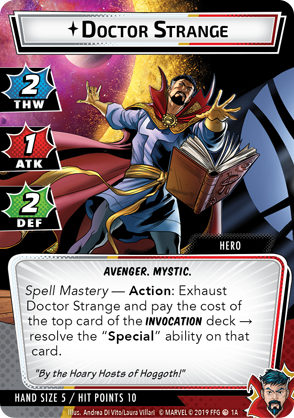 DOCTOR STRANGE
2
THW
1
ATK
2
DEF
HERO
AVENGER. MYSTIC.
Spell Mastery — Action: Exhaust
Doctor Strange and pay the cost of
the top card of the INVOCATION deck →
resolve the “Special” ability on that
card.
"By the Hoary Hosts of Hoggoth!"
HAND SIZE 5 / HIT POINTS 10
Illus. Andrea Di Vito/Laura Villari © MARVEL © 2019 FFG 1A